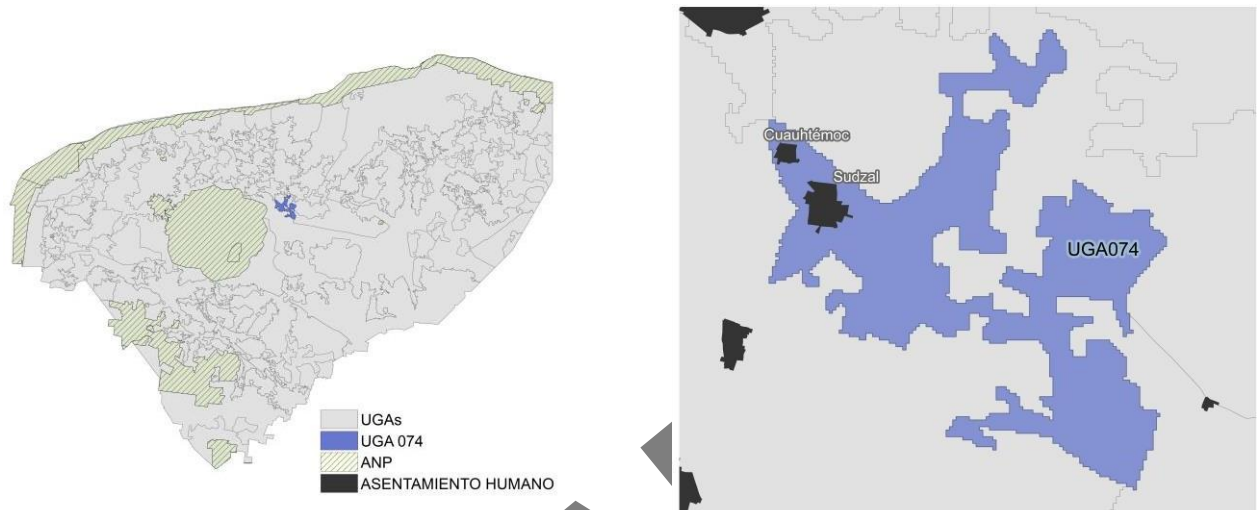 UGAs
UGA 074
ANP
ASENTAMIENTO HUMANO
Cuauhtémoc
Sudzal
UGA074